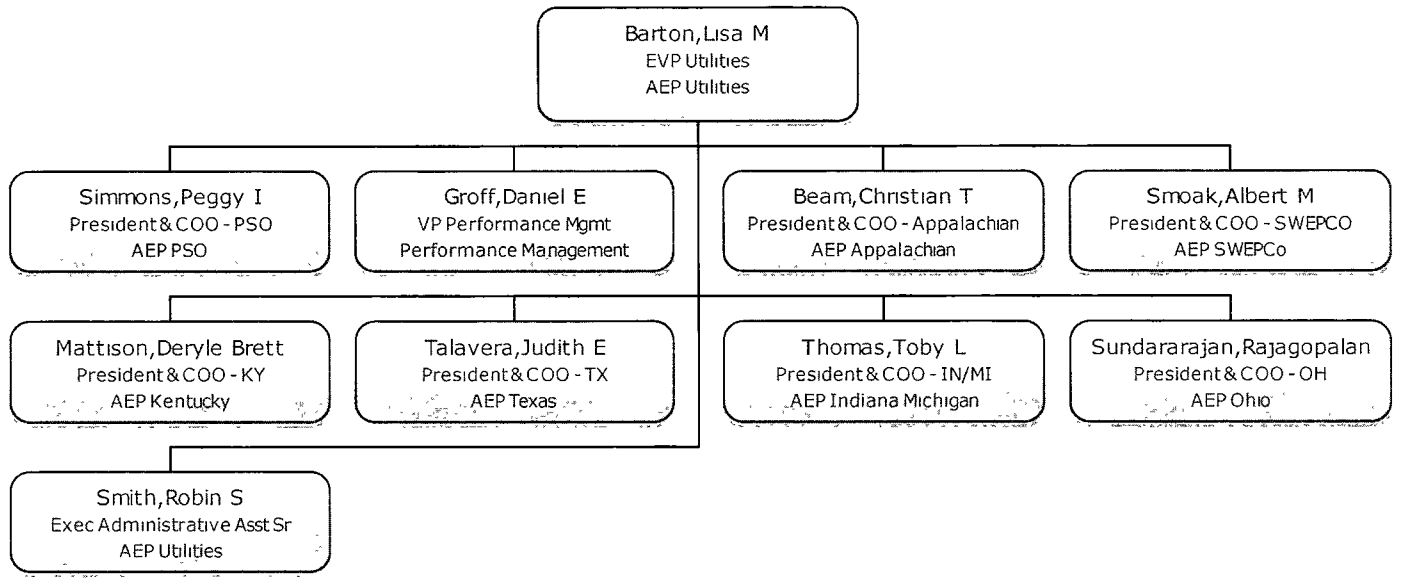 Barton,Lisa M
EVP Utilities
AEP Utilities
Simmons,Peggy I
President & COO - PSO
AEP PSO
Groff,Daniel E
VP Performance Mgmt
Performance Management
Beam,Christian T
President & COO - Appalachian
AEP Appalachian
Smoak,Albert M
President & COO - SWEPCO
AEP SWEPCo
Mattison,Deryle Brett
President & COO - KY
AEP Kentucky
Talavera,Judith E
President & COO - TX
AEP Texas
Thomas,Toby L
President & COO - IN/MI
AEP Indiana Michigan
Sundararajan,Rajagopalan
President & COO - OH
AEP Ohio
Smith,Robin S
Exec Administrative Asst Sr
AEP Utilities